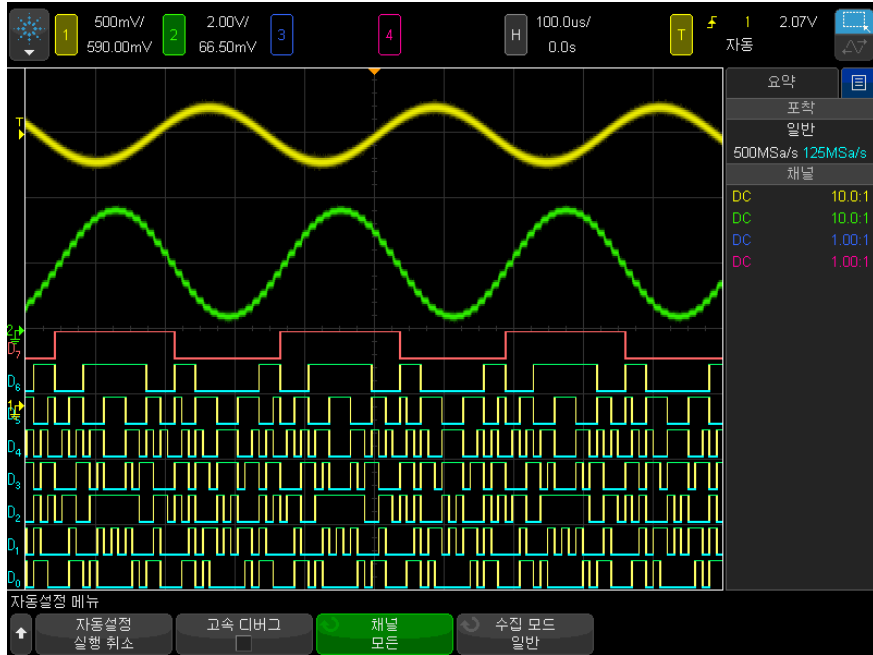 1 500mV/ 590.00mV
2 2.00V/ 66.50mV
3
4
H 100.0us/ 0.0s
T 1 2.07V 자동
요약
포착
일반
500MSa/s 125MSa/s
채널
DC 10.0:1
DC 10.0:1
DC 1.00:1
DC 1.00:1
T
2
D7
D6
1
D4
D3
D2
D1
D0
자동설정 메뉴
자동설정 실행 취소
고속 디버그
채널 모든
수집 모드 일반